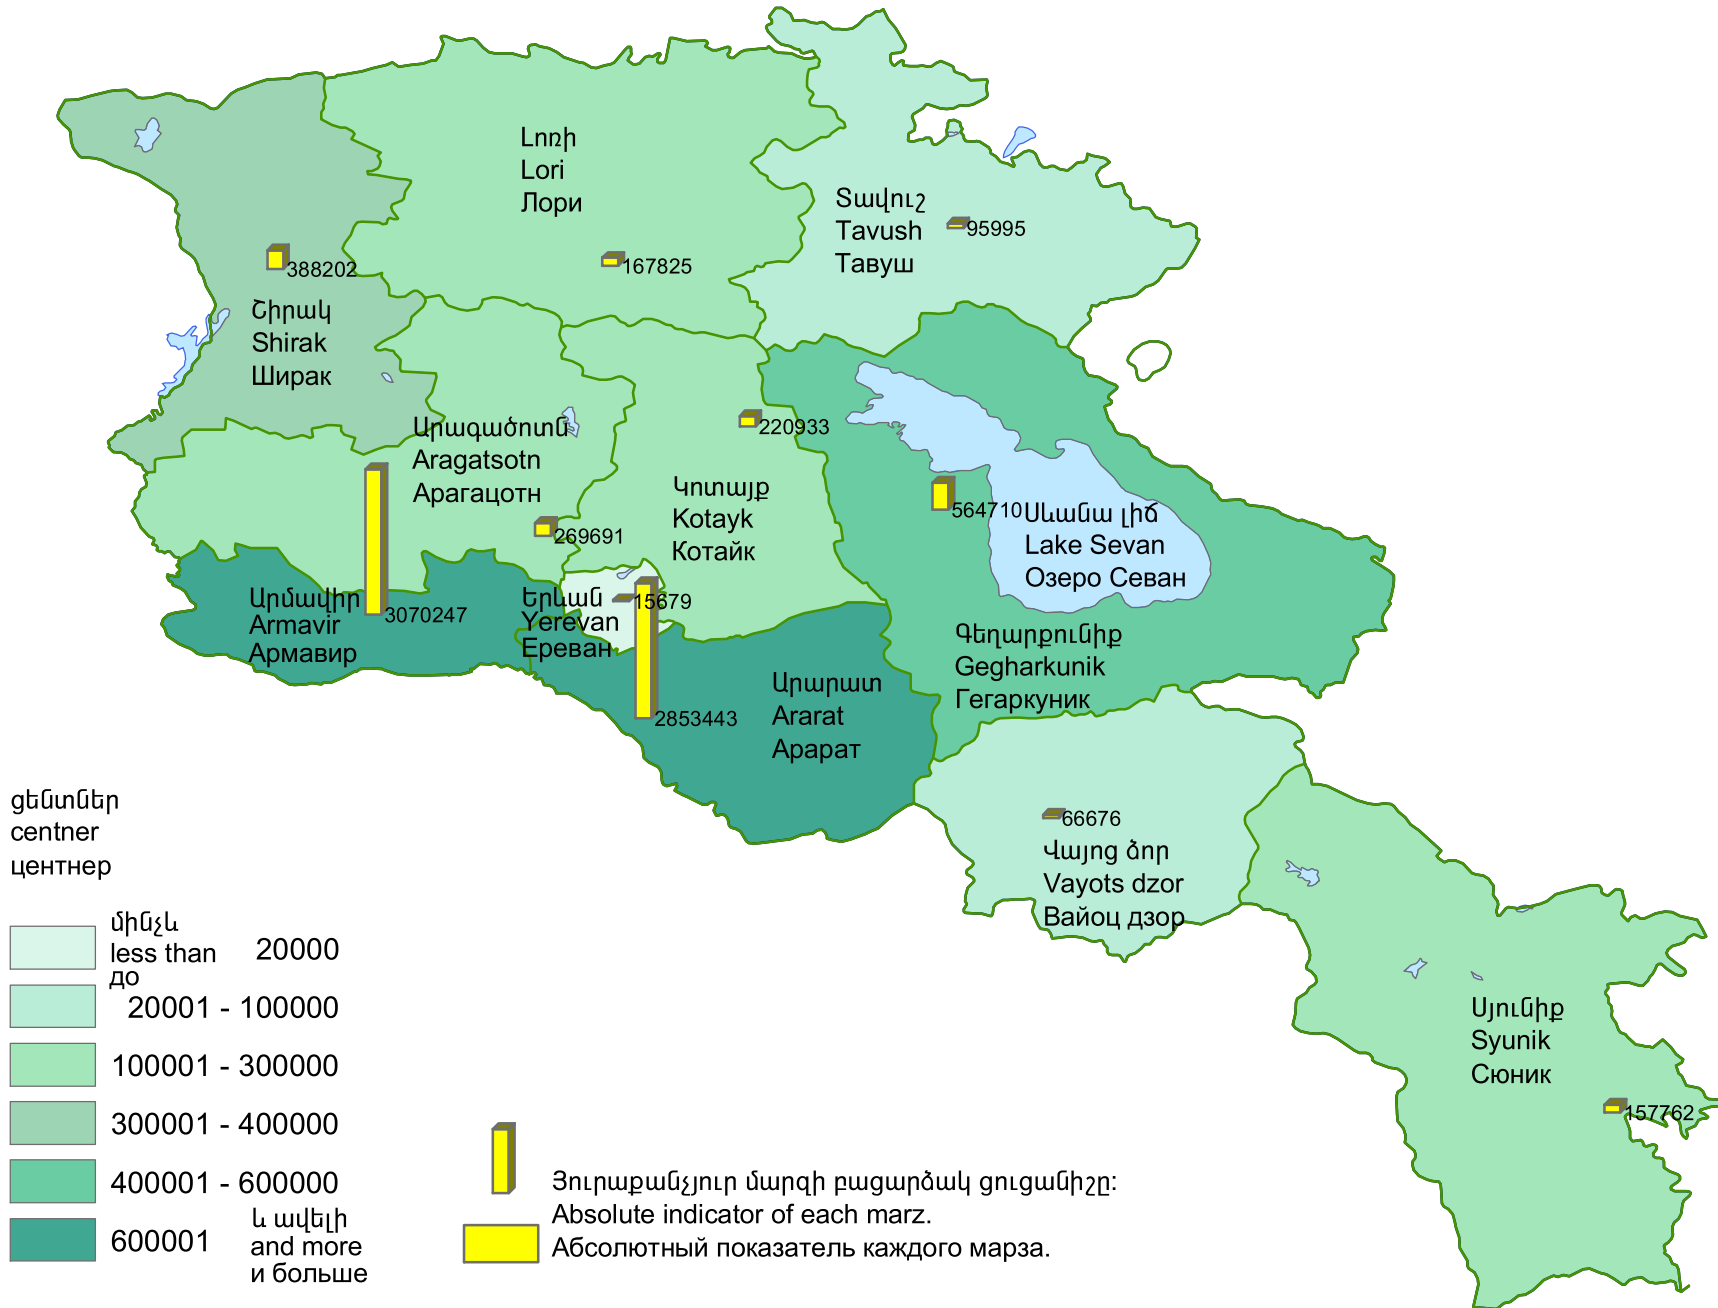 Լոռի
Lori
Лори
167825
Տավուշ
Tavush
Тавуш
95995
388202
Շիրակ
Shirak
Ширак
Արագածոտն
Aragatsotn
Арагацотн
269691
220933
Կոտայք
Kotayk
Котайк
564710
Սևանա լիճ
Lake Sevan
Озеро Севан
Արմավիր
Armavir
Армавир
3070247
Երևան
Yerevan
Ереван
15679
Գեղարքունիք
Gegharkunik
Гегаркуник
Արարատ
Ararat
Арарат
2853443
66676
Վայոց ձոր
Vayots dzor
Вайоц дзор
Սյունիք
Syunik
Сюник
157762
ցենտներ
centner
центнер
մինչև
less than 20000
до
20001 - 100000
100001 - 300000
300001 - 400000
400001 - 600000
600001
և ավելի
and more
и больше
Յուրաքանչյուր մարզի բացարձակ ցուցանիշը:
Absolute indicator of each marz.
Абсолютный показатель каждого марза.